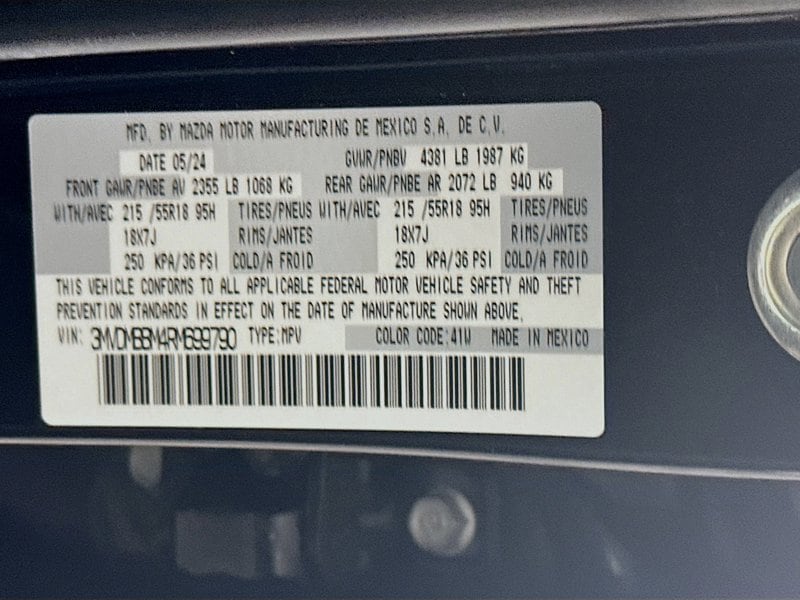 MFD. BY MAZDA MOTOR MANUFACTURING DE MEXICO S.A. DE C.V.
DATE 05/24 GVWR/PNBV 4381 LB 1987 KG
FRONT GAWR/PNBE AV 2355 LB 1068 KG REAR GAWR/PNBE AR 2072 LB 940 KG
WITH/AVEC 215 /55R18 95H TIRES/PNEUS WITH/AVEC 215 /55R18 95H TIRES/PNEUS
18X7J RIMS/JANTES 18X7J RIMS/JANTES
250 KPA/36 PSI COLD/A FROID 250 KPA/36 PSI COLD/A FROID
THIS VEHICLE CONFORMS TO ALL APPLICABLE FEDERAL MOTOR VEHICLE SAFETY AND THEFT
PREVENTION STANDARDS IN EFFECT ON THE DATE OF MANUFACTURE SHOWN ABOVE.
VIN: 3MVDMBBM4RM699790 TYPE:MPV COLOR CODE:41W MADE IN MEXICO